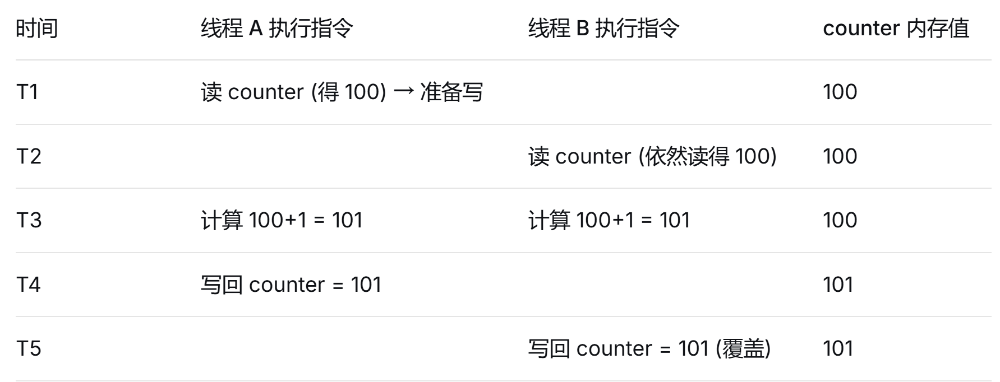 时间 线程 A 执行指令 线程 B 执行指令 counter 内存值
T1 读 counter (得 100) → 准备写 100
T2 读 counter (依然读得 100) 100
T3 计算 100+1 = 101 计算 100+1 = 101 100
T4 写回 counter = 101 101
T5 写回 counter = 101 (覆盖) 101